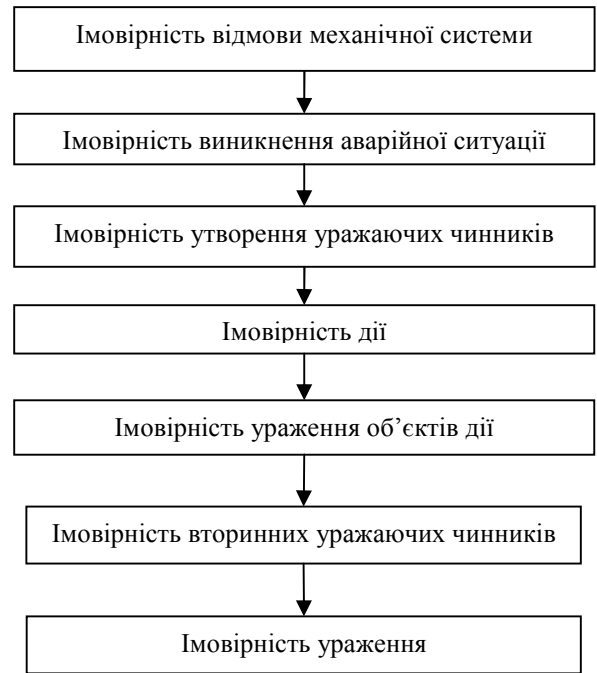 Імовірність відмови механічної системи
Імовірність виникнення аварійної ситуації
Імовірність утворення уражаючих чинників
Імовірність дії
Імовірність ураження об’єктів дії
Імовірність вторинних уражаючих чинників
Імовірність ураження